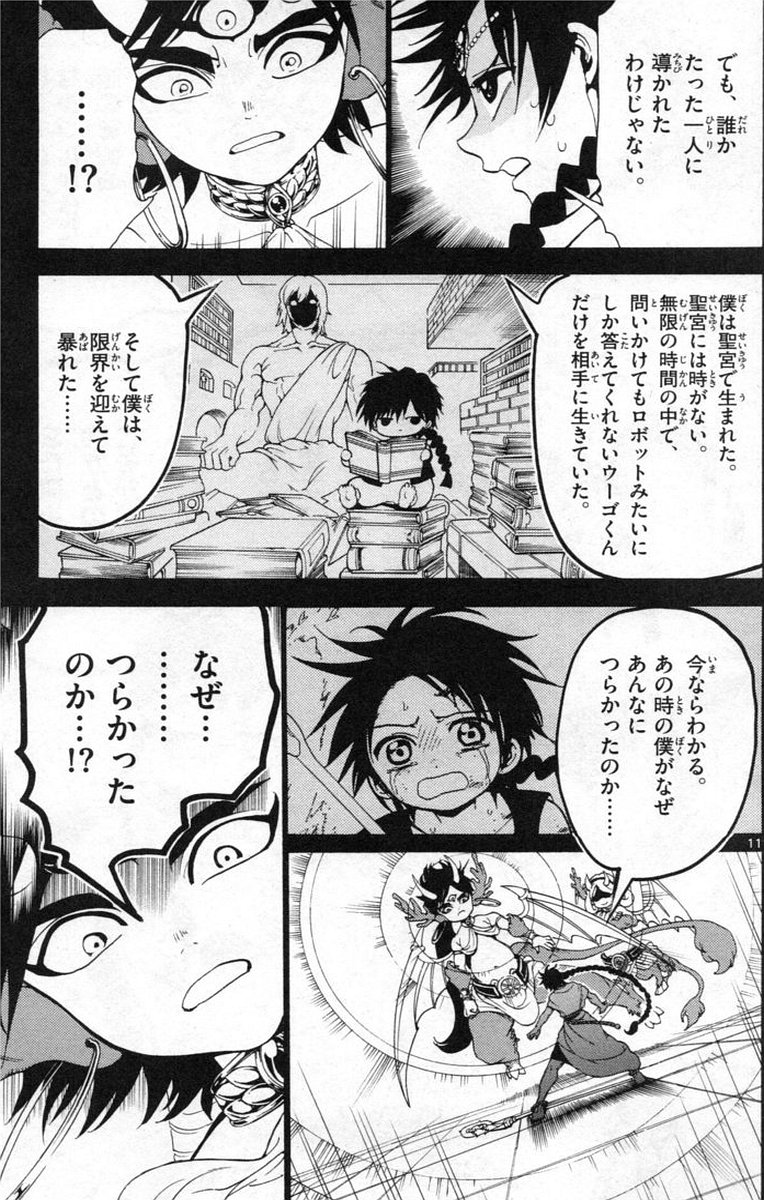 でも、誰か
たった一人に
導かれた
わけじゃない。
………
!?
僕は聖宮で生まれた。
聖宮には時がない。
無限の時間の中で、
問いかけてもロボットみたいに
しか答えてくれないウーゴくん
だけを相手に生きていた。
そして僕は、
限界を迎えて
暴れた……
今ならわかる。
あの時の僕がなぜ
あんなに
つらかったのか……
なぜ…
………
つらかった
のか…!?
11